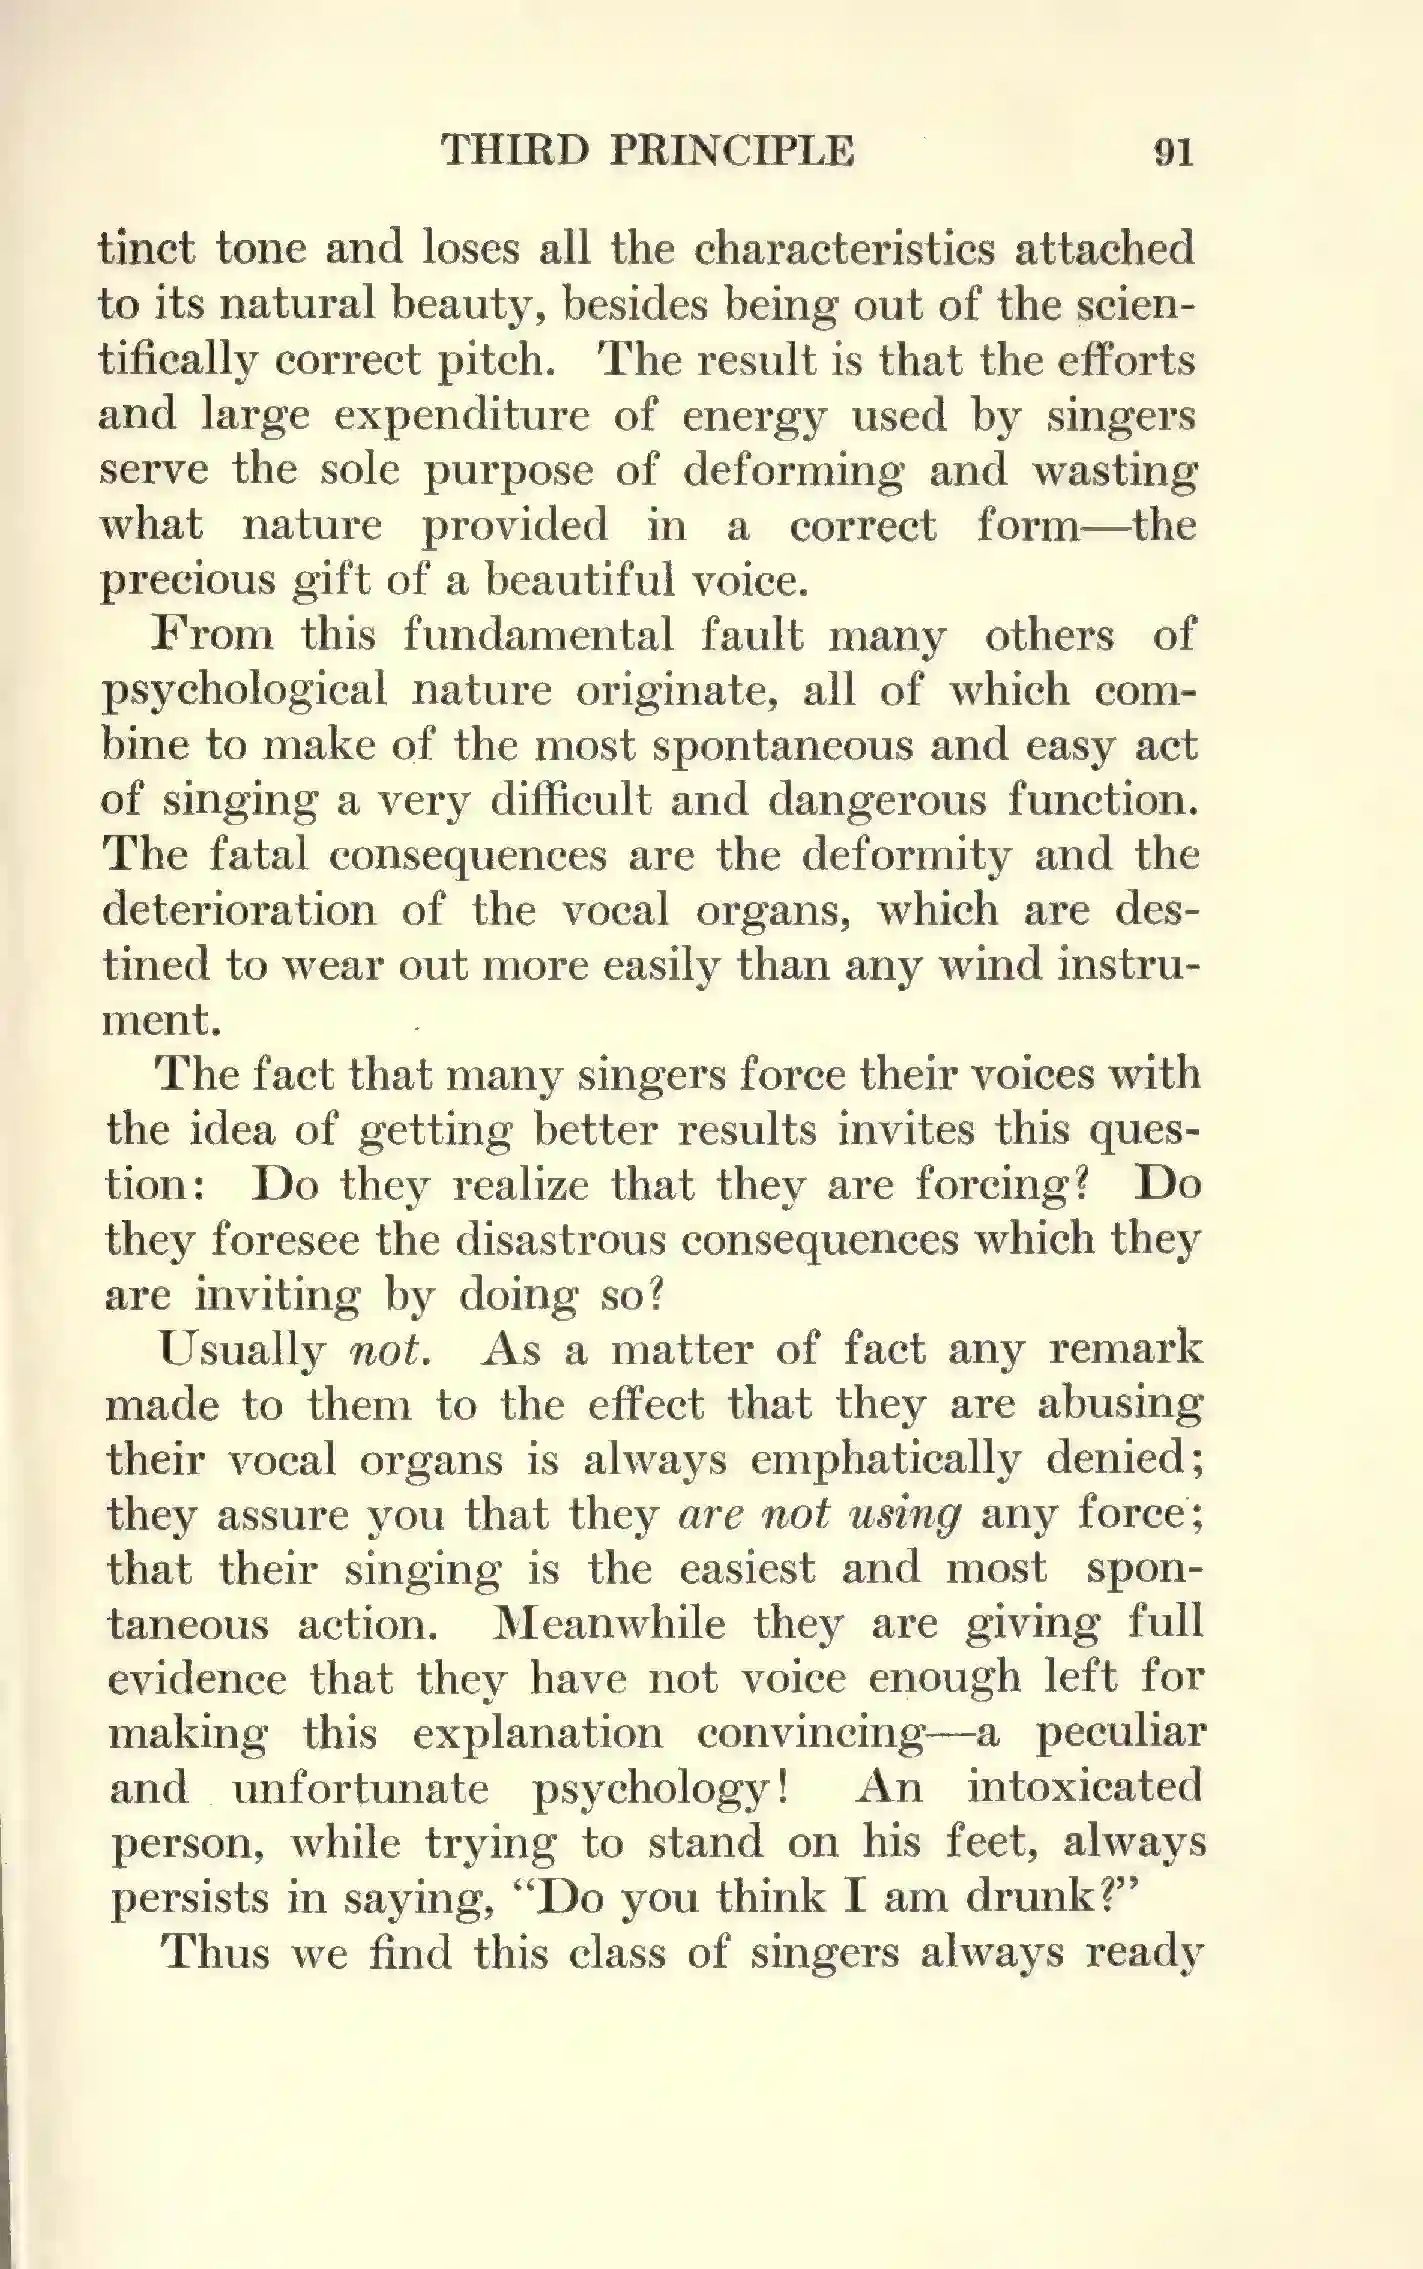 THIRD PRINCIPLE 91
tinct tone and loses all the characteristics attached
to its natural beauty, besides being out of the scien-
tifically correct pitch. The result is that the efforts
and large expenditure of energy used by singers
serve the sole purpose of deforming and wasting
what nature provided in a correct form—the
precious gift of a beautiful voice.
From this fundamental fault many others of
psychological nature originate, all of which com-
bine to make of the most spontaneous and easy act
of singing a very difficult and dangerous function.
The fatal consequences are the deformity and the
deterioration of the vocal organs, which are des-
tined to wear out more easily than any wind instru-
ment.
The fact that many singers force their voices with
the idea of getting better results invites this ques-
tion: Do they realize that they are forcing? Do
they foresee the disastrous consequences which they
are inviting by doing so?
Usually not. As a matter of fact any remark
made to them to the effect that they are abusing
their vocal organs is always emphatically denied;
they assure you that they are not using any force;
that their singing is the easiest and most spon-
taneous action. Meanwhile they are giving full
evidence that they have not voice enough left for
making this explanation convincing—a peculiar
and unfortunate psychology! An intoxicated
person, while trying to stand on his feet, always
persists in saying, “Do you think I am drunk?”
Thus we find this class of singers always ready